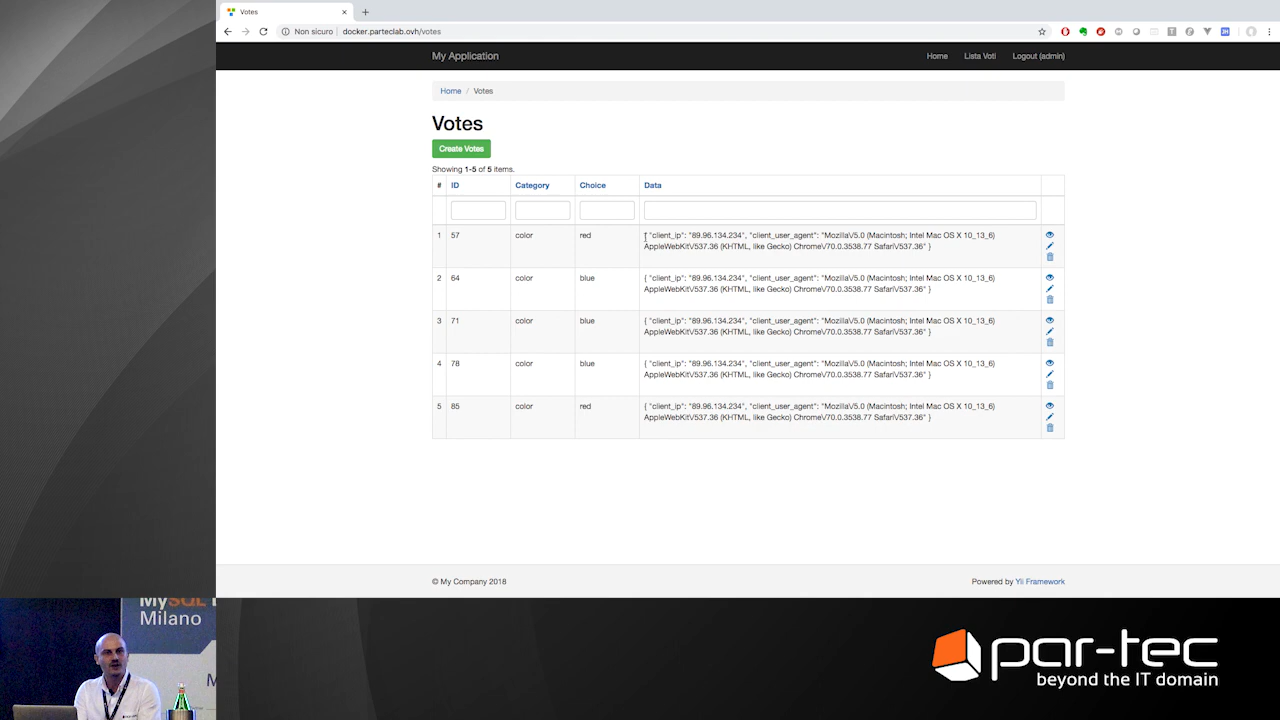 Votes
Non sicuro
docker.parteclab.ovh/votes
My Application
Home
Lista Voti
Logout (admin)
Home / Votes
Votes
Create Votes
Showing 1-5 of 5 items.
# ID Category Choice Data
1 57 color red { "client_ip": "89.96.134.234", "client_user_agent": "Mozilla\/5.0 (Macintosh; Intel Mac OS X 10_13_6)
AppleWebKit\/537.36 (KHTML, like Gecko) Chrome\/70.0.3538.77 Safari\/537.36" }
2 64 color blue { "client_ip": "89.96.134.234", "client_user_agent": "Mozilla\/5.0 (Macintosh; Intel Mac OS X 10_13_6)
AppleWebKit\/537.36 (KHTML, like Gecko) Chrome\/70.0.3538.77 Safari\/537.36" }
3 71 color blue { "client_ip": "89.96.134.234", "client_user_agent": "Mozilla\/5.0 (Macintosh; Intel Mac OS X 10_13_6)
AppleWebKit\/537.36 (KHTML, like Gecko) Chrome\/70.0.3538.77 Safari\/537.36" }
4 78 color blue { "client_ip": "89.96.134.234", "client_user_agent": "Mozilla\/5.0 (Macintosh; Intel Mac OS X 10_13_6)
AppleWebKit\/537.36 (KHTML, like Gecko) Chrome\/70.0.3538.77 Safari\/537.36" }
5 85 color red { "client_ip": "89.96.134.234", "client_user_agent": "Mozilla\/5.0 (Macintosh; Intel Mac OS X 10_13_6)
AppleWebKit\/537.36 (KHTML, like Gecko) Chrome\/70.0.3538.77 Safari\/537.36" }
© My Company 2018
Powered by Yii Framework
MySQL
Milano
M
par-tec
beyond the IT domain